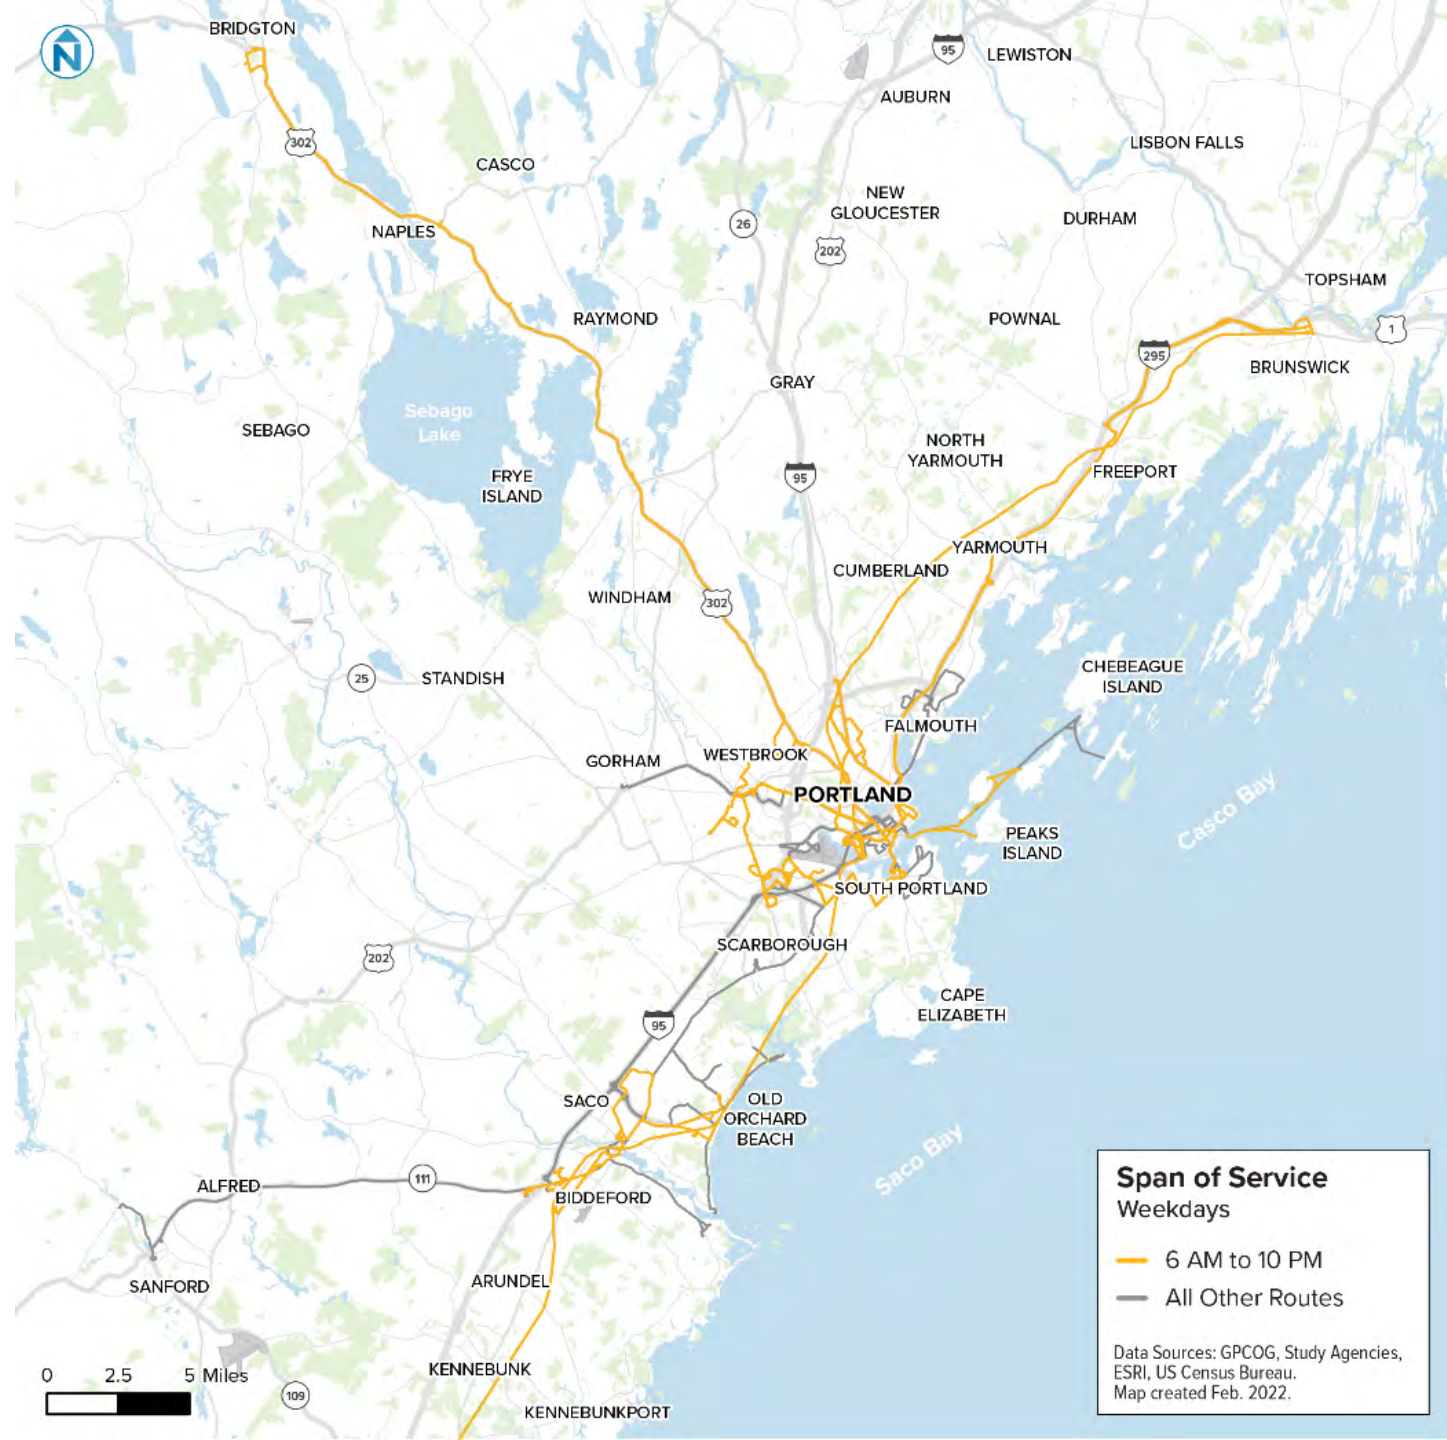 BRIDGTON
N
95
LEWISTON
AUBURN
302
LISBON FALLS
CASCO
NEW
GLOUCESTER
26
DURHAM
NAPLES
202
TOPSHAM
RAYMOND
POWNAL
1
295
BRUNSWICK
GRAY
Sebago
Lake
SEBAGO
NORTH
YARMOUTH
FREEPORT
FRYE
ISLAND
95
YARMOUTH
CUMBERLAND
WINDHAM
302
CHEBEAGUE
ISLAND
25
STANDISH
FALMOUTH
WESTBROOK
GORHAM
PORTLAND
Casco Bay
PEAKS
ISLAND
SOUTH PORTLAND
SCARBOROUGH
202
CAPE
ELIZABETH
95
SACO
OLD
ORCHARD
BEACH
Saco Bay
ALFRED
111
BIDDEFORD
SANFORD
ARUNDEL
KENNEBUNK
109
KENNEBUNKPORT
0 2.5 5 Miles
Span of Service
Weekdays
6 AM to 10 PM
All Other Routes
Data Sources: GPCOG, Study Agencies,
ESRI, US Census Bureau.
Map created Feb. 2022.